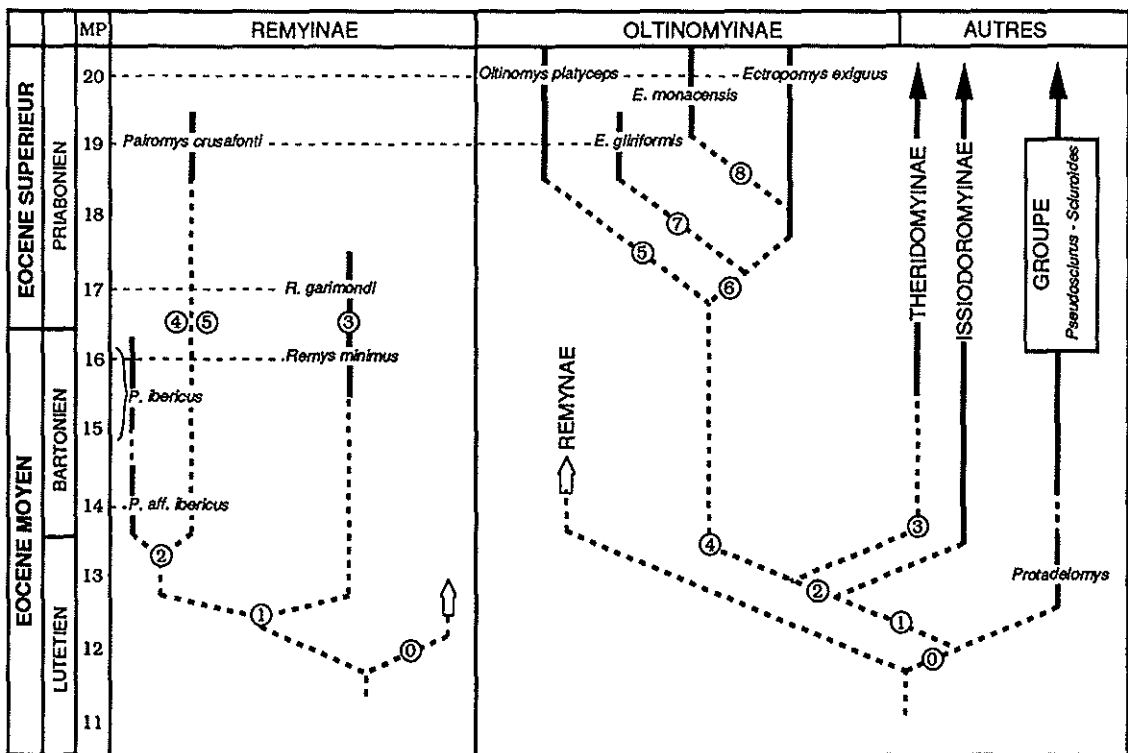 MP
REMYINAE
OLTINOMYINAE
AUTRES
EOCENE SUPERIEUR
PRIABONIEN
EOCENE MOYEN
BARTONIEN
LUTETIEN
20
19
18
17
16
15
14
13
12
11
Pairomys crusafonti
④ ⑤
R. garimondi
③
Remys minimus
P. ibericus
P. aff. ibericus
②
①
⓪
Oltinomys platyceps
Ectropomys exiguus
E. monacensis
E. gliriformis
⑧
⑦
⑤
⑥
REMYNAE
④
③
②
①
⓪
THERIDOMYINAE
ISSIODOROMYINAE
GROUPE
Pseudosciurus - Sciuroides
Protadelomys